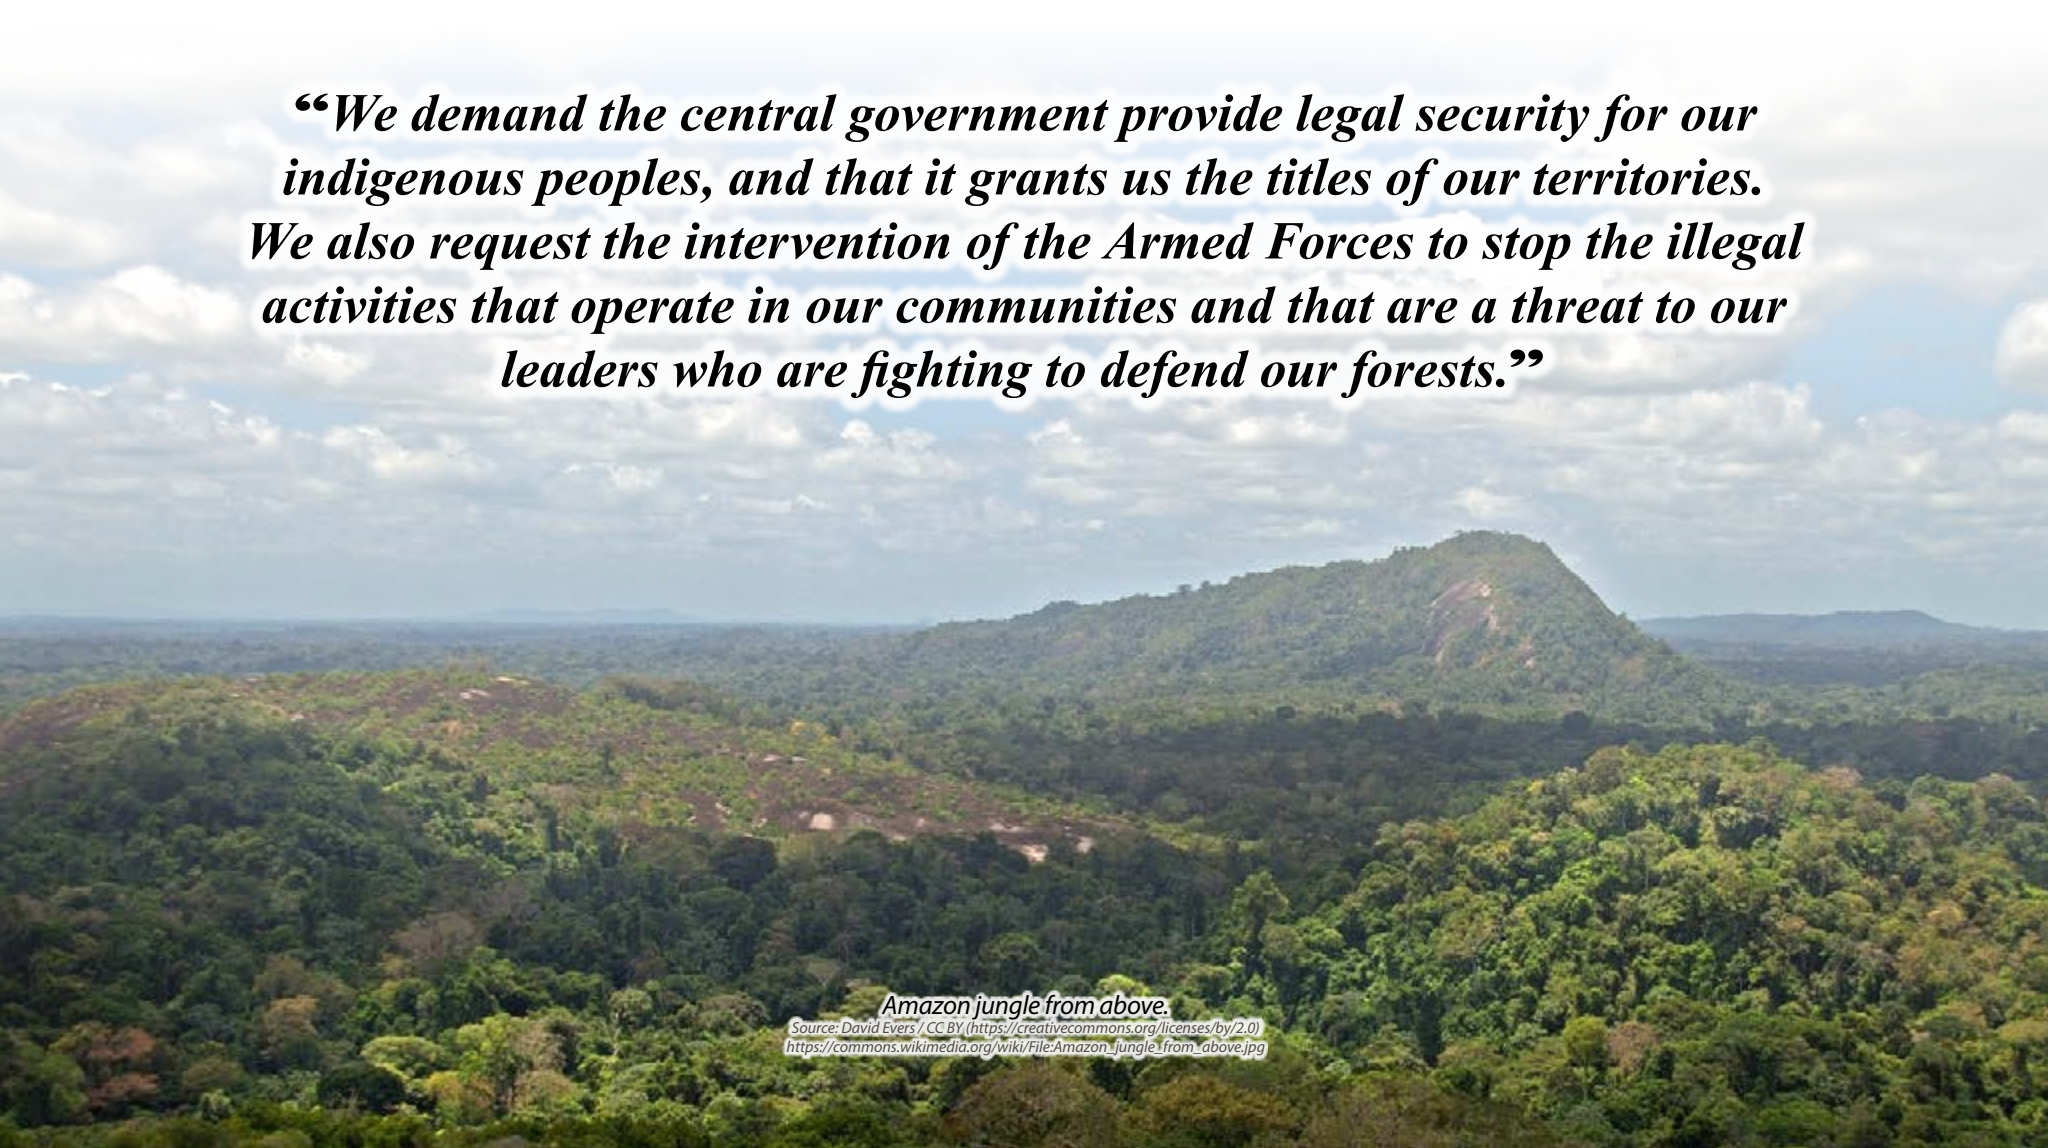 “We demand the central government provide legal security for our
indigenous peoples, and that it grants us the titles of our territories.
We also request the intervention of the Armed Forces to stop the illegal
activities that operate in our communities and that are a threat to our
leaders who are fighting to defend our forests.”
Amazon jungle from above.
Source: David Evers / CC BY (https://creativecommons.org/licenses/by/2.0)
https://commons.wikimedia.org/wiki/File:Amazon_jungle_from_above.jpg